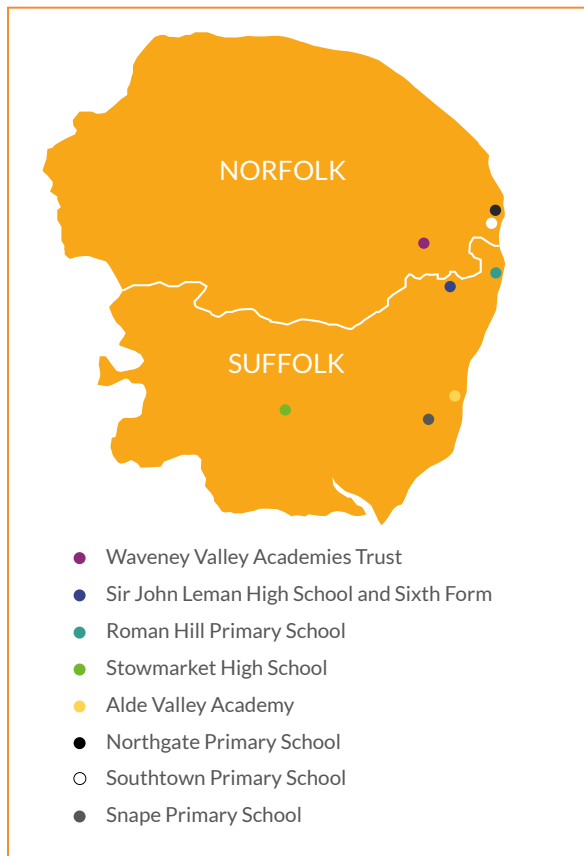 NORFOLK
SUFFOLK
Waveney Valley Academies Trust
Sir John Leman High School and Sixth Form
Roman Hill Primary School
Stowmarket High School
Alde Valley Academy
Northgate Primary School
Southtown Primary School
Snape Primary School